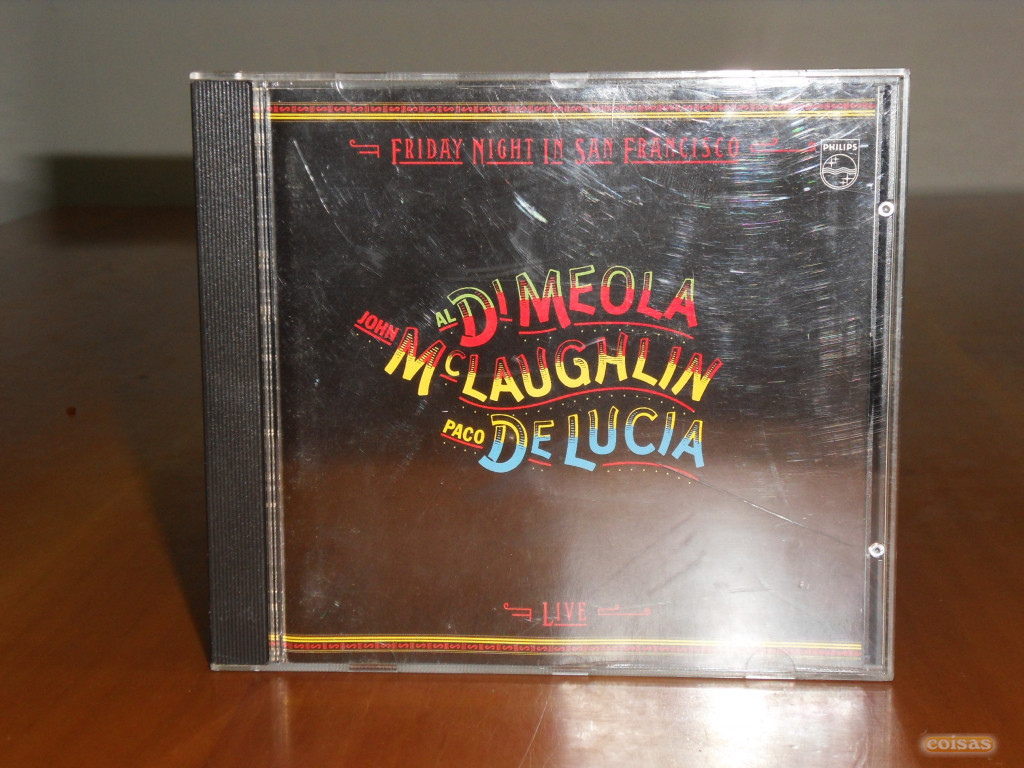 FRIDAY NIGHT IN SAN FRANCISCO
PHILIPS
AL DI MEOLA
JOHN MCLAUGHLIN
PACO DE LUCIA
LIVE
coisas